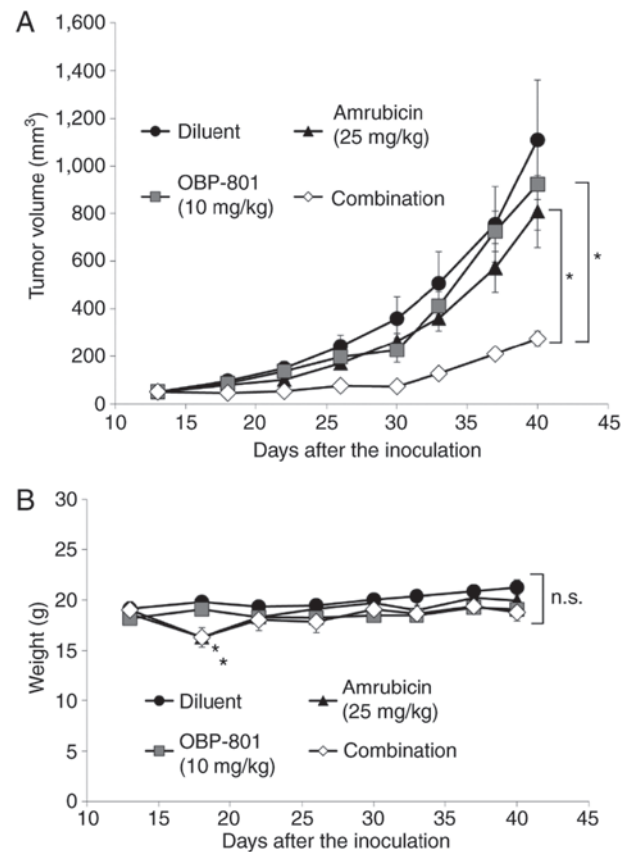 A
1,600
1,400
1,200
1,000
800
600
400
200
0
Tumor volume (mm³)
Diluent
Amrubicin
(25 mg/kg)
OBP-801
(10 mg/kg)
Combination
*
*
10 15 20 25 30 35 40 45
Days after the inoculation
B
30
25
20
15
10
5
0
Weight (g)
n.s.
*
*
Diluent
Amrubicin
(25 mg/kg)
OBP-801
(10 mg/kg)
Combination
10 15 20 25 30 35 40 45
Days after the inoculation